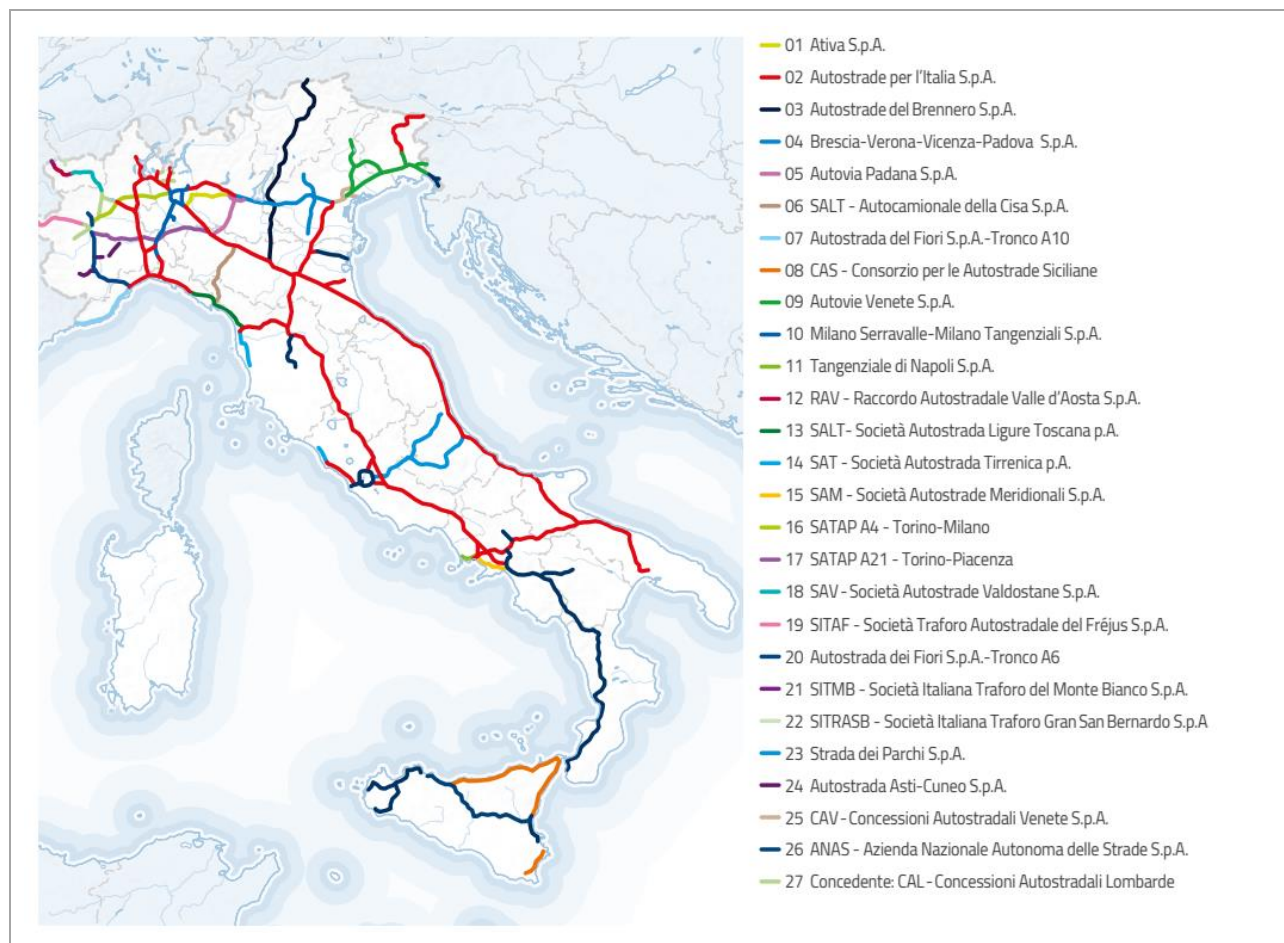 01 Ativa S.p.A.
02 Autostrade per l'Italia S.p.A.
03 Autostrade del Brennero S.p.A.
04 Brescia-Verona-Vicenza-Padova S.p.A.
05 Autovia Padana S.p.A.
06 SALT - Autocamionale della Cisa S.p.A.
07 Autostrada del Fiori S.p.A.-Tronco A10
08 CAS - Consorzio per le Autostrade Siciliane
09 Autovie Venete S.p.A.
10 Milano Serravalle-Milano Tangenziali S.p.A.
11 Tangenziale di Napoli S.p.A.
12 RAV - Raccordo Autostradale Valle d'Aosta S.p.A.
13 SALT- Società Autostrada Ligure Toscana p.A.
14 SAT - Società Autostrada Tirrenica p.A.
15 SAM - Società Autostrade Meridionali S.p.A.
16 SATAP A4 - Torino-Milano
17 SATAP A21 - Torino-Piacenza
18 SAV - Società Autostrade Valdostane S.p.A.
19 SITAF - Società Traforo Autostradale del Fréjus S.p.A.
20 Autostrada dei Fiori S.p.A.-Tronco A6
21 SITMB - Società Italiana Traforo del Monte Bianco S.p.A.
22 SITRASB - Società Italiana Traforo Gran San Bernardo S.p.A
23 Strada dei Parchi S.p.A.
24 Autostrada Asti-Cuneo S.p.A.
25 CAV - Concessioni Autostradali Venete S.p.A.
26 ANAS - Azienda Nazionale Autonoma delle Strade S.p.A.
27 Concedente: CAL - Concessioni Autostradali Lombarde